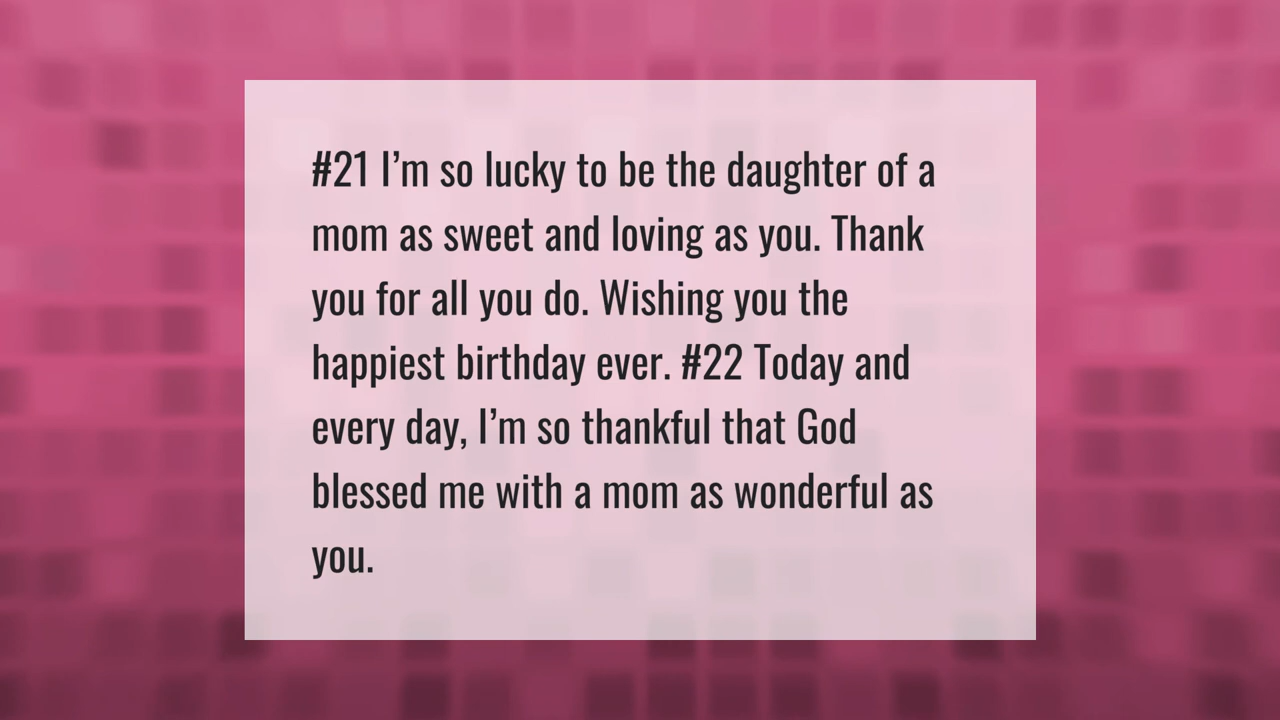 #21 I’m so lucky to be the daughter of a
mom as sweet and loving as you. Thank
you for all you do. Wishing you the
happiest birthday ever. #22 Today and
every day, I’m so thankful that God
blessed me with a mom as wonderful as
you.